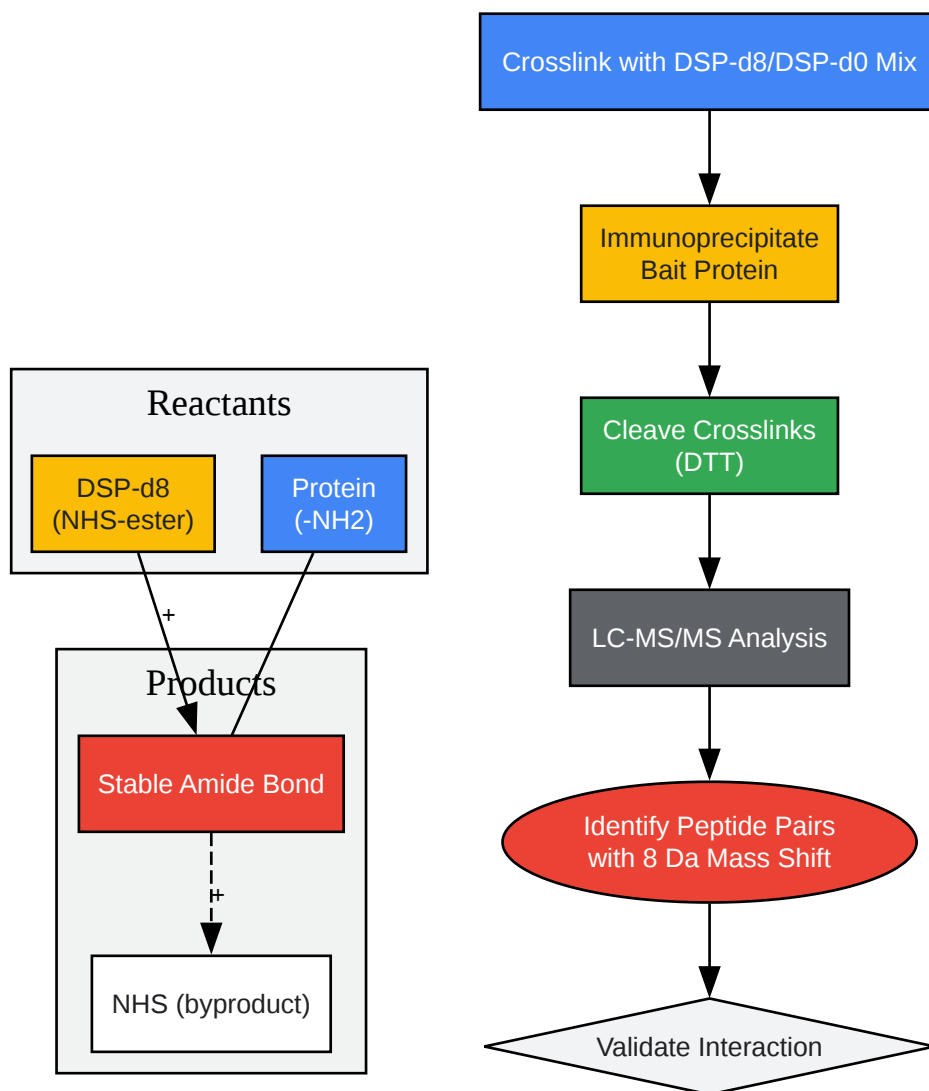 Crosslink with DSP-d8/DSP-d0 Mix
Immunoprecipitate
Bait Protein
Cleave Crosslinks
(DTT)
LC-MS/MS Analysis
Identify Peptide Pairs
with 8 Da Mass Shift
Validate Interaction
Reactants
DSP-d8
(NHS-ester)
Protein
(-NH2)
+
Products
Stable Amide Bond
+
NHS (byproduct)